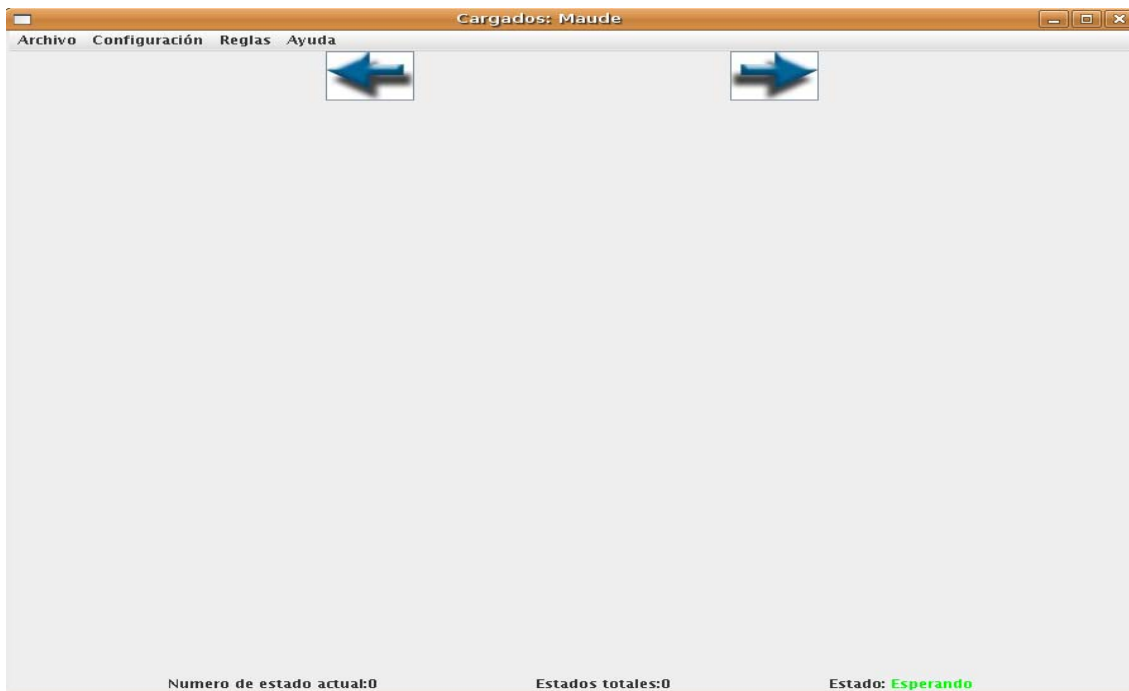 Cargados: Maude
Archivo Configuración Reglas Ayuda
Numero de estado actual:0 Estados totales:0 Estado: Esperando